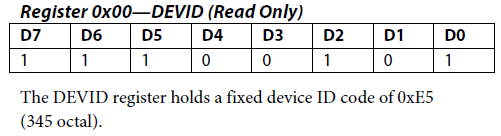 Register 0x00—DEVID (Read Only)
D7 D6 D5 D4 D3 D2 D1 D0
1 1 1 0 0 1 0 1
The DEVID register holds a fixed device ID code of 0xE5
(345 octal).